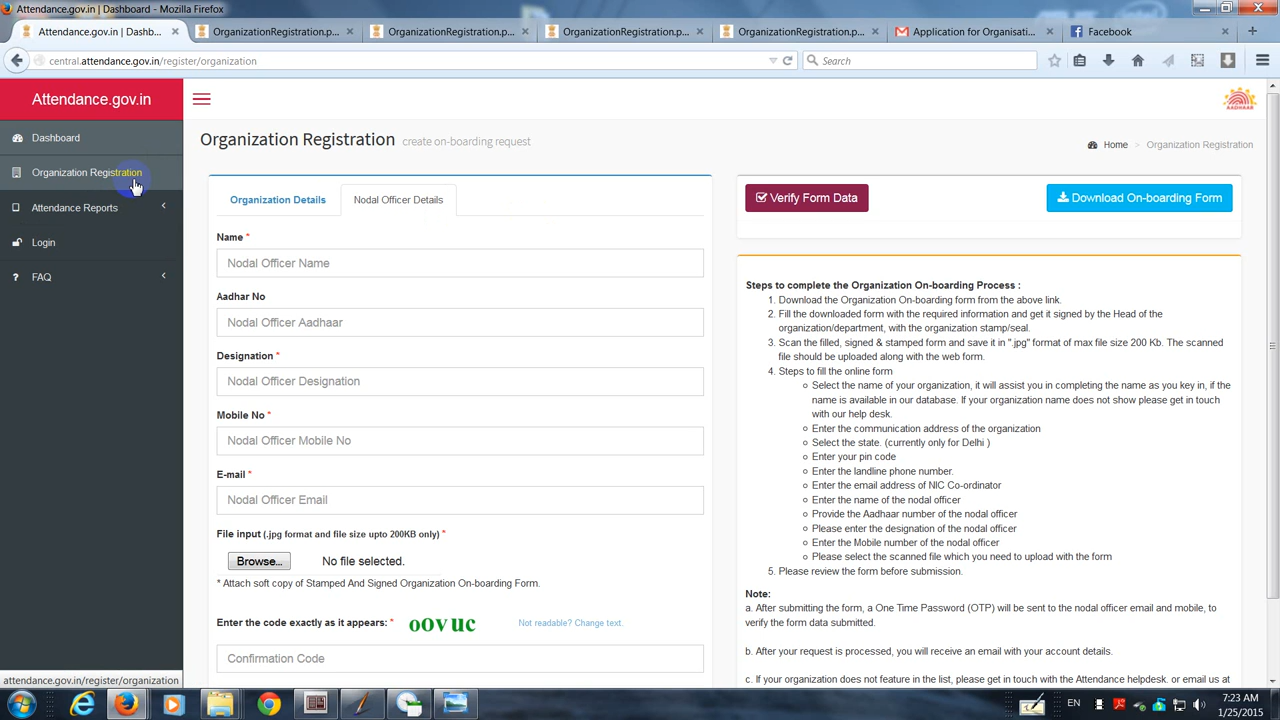 Attendance.gov.in | Dashboard - Mozilla Firefox
Attendance.gov.in | Dashb...
OrganizationRegistration.p...
OrganizationRegistration.p...
OrganizationRegistration.p...
OrganizationRegistration.p...
Application for Organisati...
Facebook
central.attendance.gov.in/register/organization
Search
Attendance.gov.in
AADHAAR
Dashboard
Organization Registration
Attendance Reports
Login
FAQ
Organization Registration create on-boarding request
Home > Organization Registration
Organization Details
Nodal Officer Details
Name *
Nodal Officer Name
Aadhar No
Nodal Officer Aadhaar
Designation *
Nodal Officer Designation
Mobile No *
Nodal Officer Mobile No
E-mail *
Nodal Officer Email
File input (.jpg format and file size upto 200KB only) *
Browse... No file selected.
* Attach soft copy of Stamped And Signed Organization On-boarding Form.
Enter the code exactly as it appears: * oovuc Not readable? Change text.
Confirmation Code
Verify Form Data
Download On-boarding Form
Steps to complete the Organization On-boarding Process :
1. Download the Organization On-boarding form from the above link.
2. Fill the downloaded form with the required information and get it signed by the Head of the
organization/department, with the organization stamp/seal.
3. Scan the filled, signed & stamped form and save it in ".jpg" format of max file size 200 Kb. The scanned
file should be uploaded along with the web form.
4. Steps to fill the online form
Select the name of your organization, it will assist you in completing the name as you key in, if the
name is available in our database. If your organization name does not show please get in touch
with our help desk.
Enter the communication address of the organization
Select the state. (currently only for Delhi )
Enter your pin code
Enter the landline phone number.
Enter the email address of NIC Co-ordinator
Enter the name of the nodal officer
Provide the Aadhaar number of the nodal officer
Please enter the designation of the nodal officer
Enter the Mobile number of the nodal officer
Please select the scanned file which you need to upload with the form
5. Please review the form before submission.
Note:
a. After submitting the form, a One Time Password (OTP) will be sent to the nodal officer email and mobile, to
verify the form data submitted.
b. After your request is processed, you will receive an email with your account details.
c. If your organization does not feature in the list, please get in touch with the Attendance helpdesk. or email us at
attendance.gov.in/register/organization
EN
7:23 AM
1/25/2015